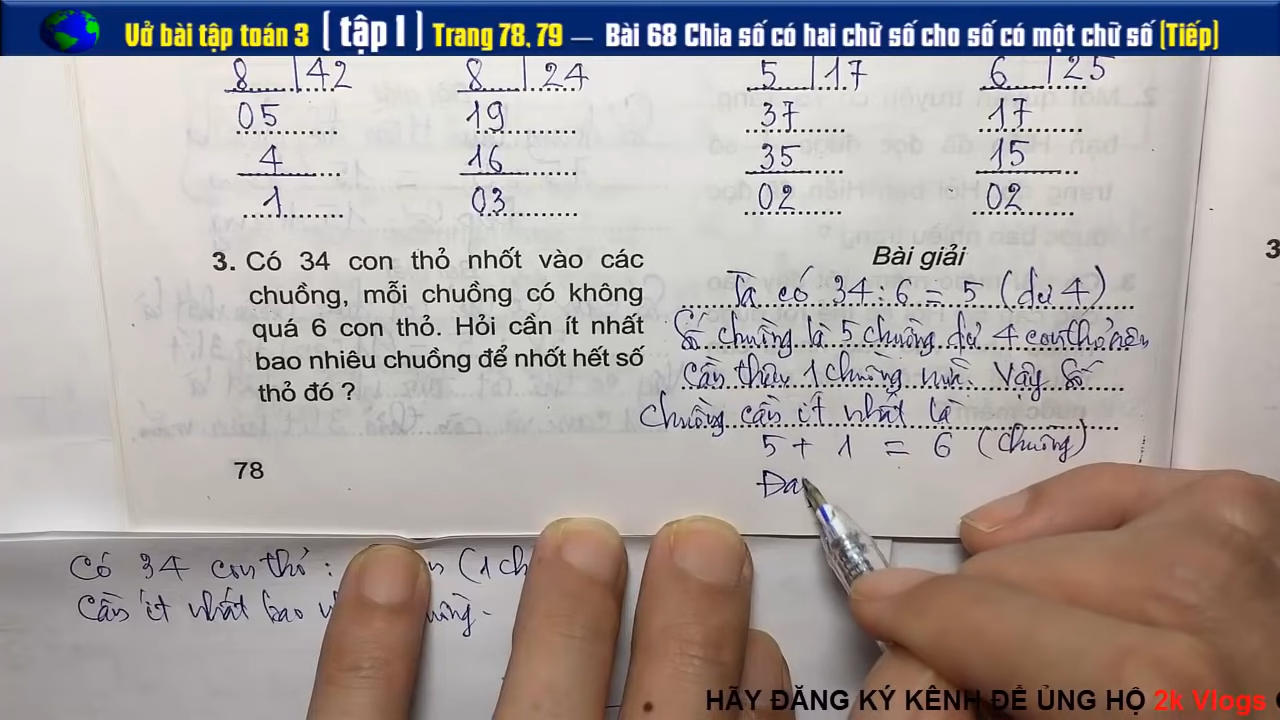 Vở bài tập toán 3 ( tập 1 ) Trang 78, 79 — Bài 68 Chia số có hai chữ số cho số có một chữ số (Tiếp)
8 42 8 24 5 17 6 25
05 19 37 17
4 16 35 15
1 03 02 02
3. Có 34 con thỏ nhốt vào các
chuồng, mỗi chuồng có không
quá 6 con thỏ. Hỏi cần ít nhất
bao nhiêu chuồng để nhốt hết số
thỏ đó ?
78
Bài giải
Ta có 34 : 6 = 5 (dư 4)
Số chuồng là 5 chuồng dư 4 con thỏ nên
cần thêm 1 chuồng nữa. Vậy số
chuồng cần ít nhất là
5 + 1 = 6 (chuồng)
Đá
Có 34 con thỏ : (1 ch
Cần ít nhất bao
3
HÃY ĐĂNG KÝ KÊNH ĐỂ ỦNG HỘ 2k Vlogs